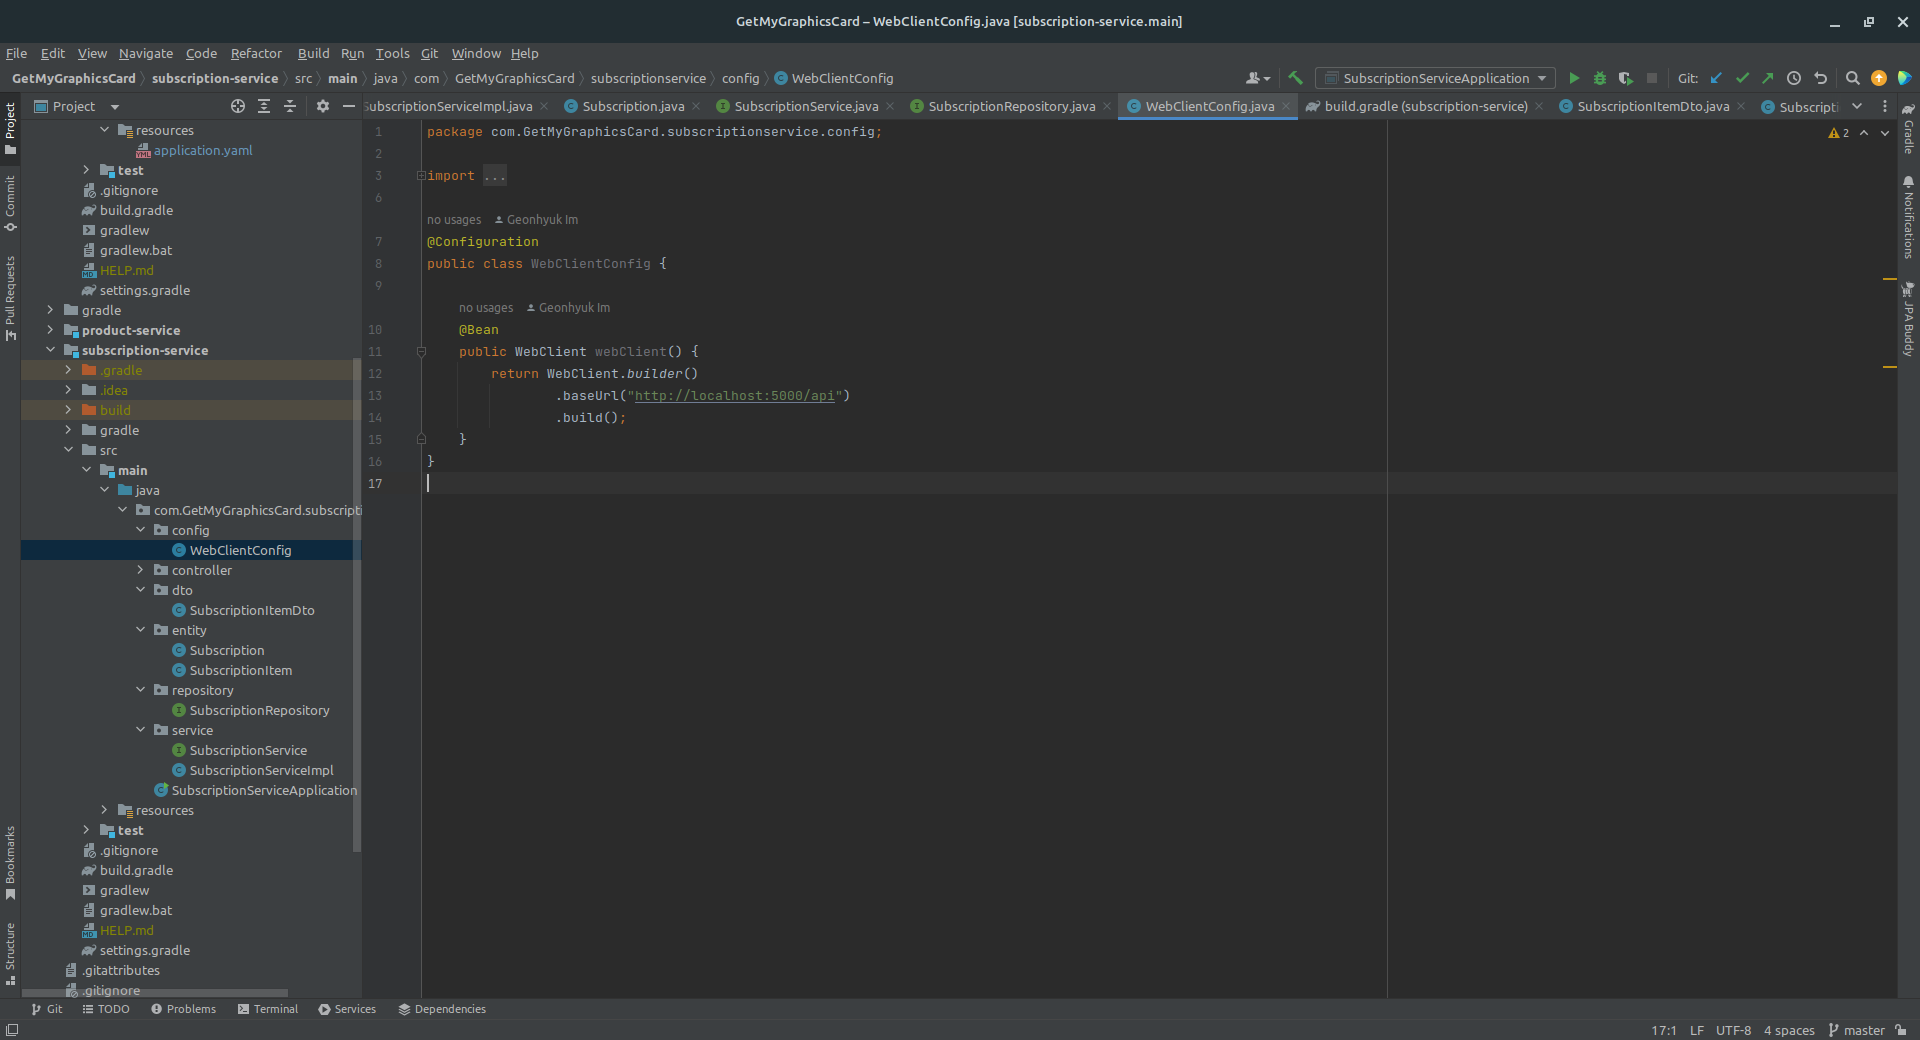 GetMyGraphicsCard – WebClientConfig.java [subscription-service.main]
File Edit View Navigate Code Refactor Build Run Tools Git Window Help
GetMyGraphicsCard subscription-service src main java com GetMyGraphicsCard subscriptionservice config WebClientConfig
SubscriptionServiceApplication Git:
Project
ubscriptionServiceImpl.java Subscription.java SubscriptionService.java SubscriptionRepository.java WebClientConfig.java build.gradle (subscription-service) SubscriptionItemDto.java Subscripti
Project
Commit
Pull Requests
Bookmarks
Structure
resources
application.yaml
test
.gitignore
build.gradle
gradlew
gradlew.bat
HELP.md
settings.gradle
gradle
product-service
subscription-service
.gradle
.idea
build
gradle
src
main
java
com.GetMyGraphicsCard.subscripti
config
WebClientConfig
controller
dto
SubscriptionItemDto
entity
Subscription
SubscriptionItem
repository
SubscriptionRepository
service
SubscriptionService
SubscriptionServiceImpl
SubscriptionServiceApplication
resources
test
.gitignore
build.gradle
gradlew
gradlew.bat
HELP.md
settings.gradle
.gitattributes
.gitignore
1 package com.GetMyGraphicsCard.subscriptionservice.config;
2
3 import ...
6
no usages Geonhyuk Im
7 @Configuration
8 public class WebClientConfig {
9
no usages Geonhyuk Im
10 @Bean
11 public WebClient webClient() {
12 return WebClient.builder()
13 .baseUrl("http://localhost:5000/api")
14 .build();
15 }
16 }
17
2
Gradle
Notifications
JPA Buddy
Git TODO Problems Terminal Services Dependencies
17:1 LF UTF-8 4 spaces master